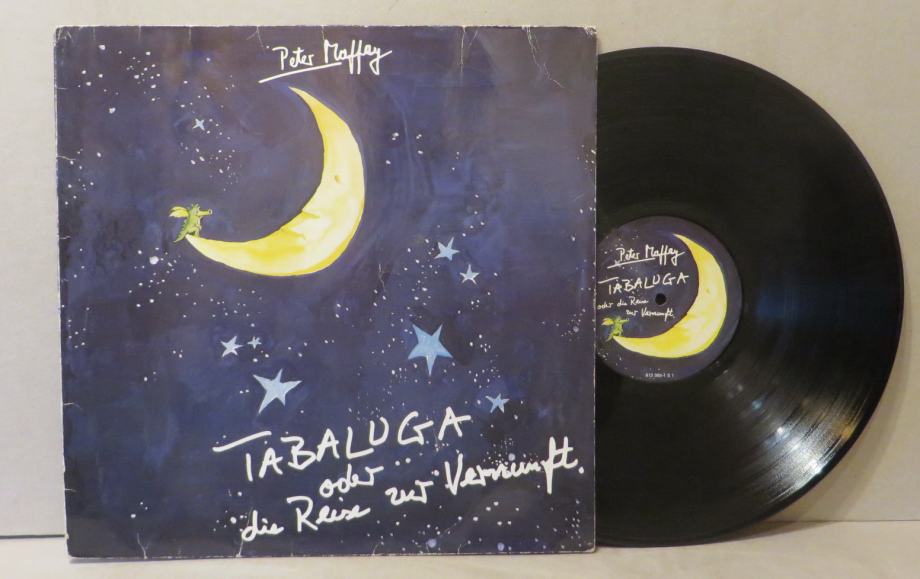 Peter Maffay
TABALUGA
oder
die Reise zur Vernunft.
Peter Maffay
TABALUGA
oder die Reise
zur Vernunft.